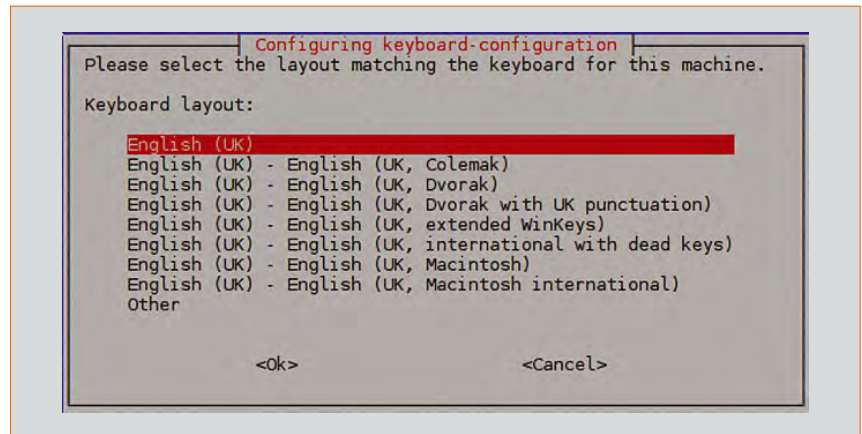 Configuring keyboard-configuration
Please select the layout matching the keyboard for this machine.
Keyboard layout:
English (UK)
English (UK) - English (UK, Colemak)
English (UK) - English (UK, Dvorak)
English (UK) - English (UK, Dvorak with UK punctuation)
English (UK) - English (UK, extended WinKeys)
English (UK) - English (UK, international with dead keys)
English (UK) - English (UK, Macintosh)
English (UK) - English (UK, Macintosh international)
Other
<Ok> <Cancel>